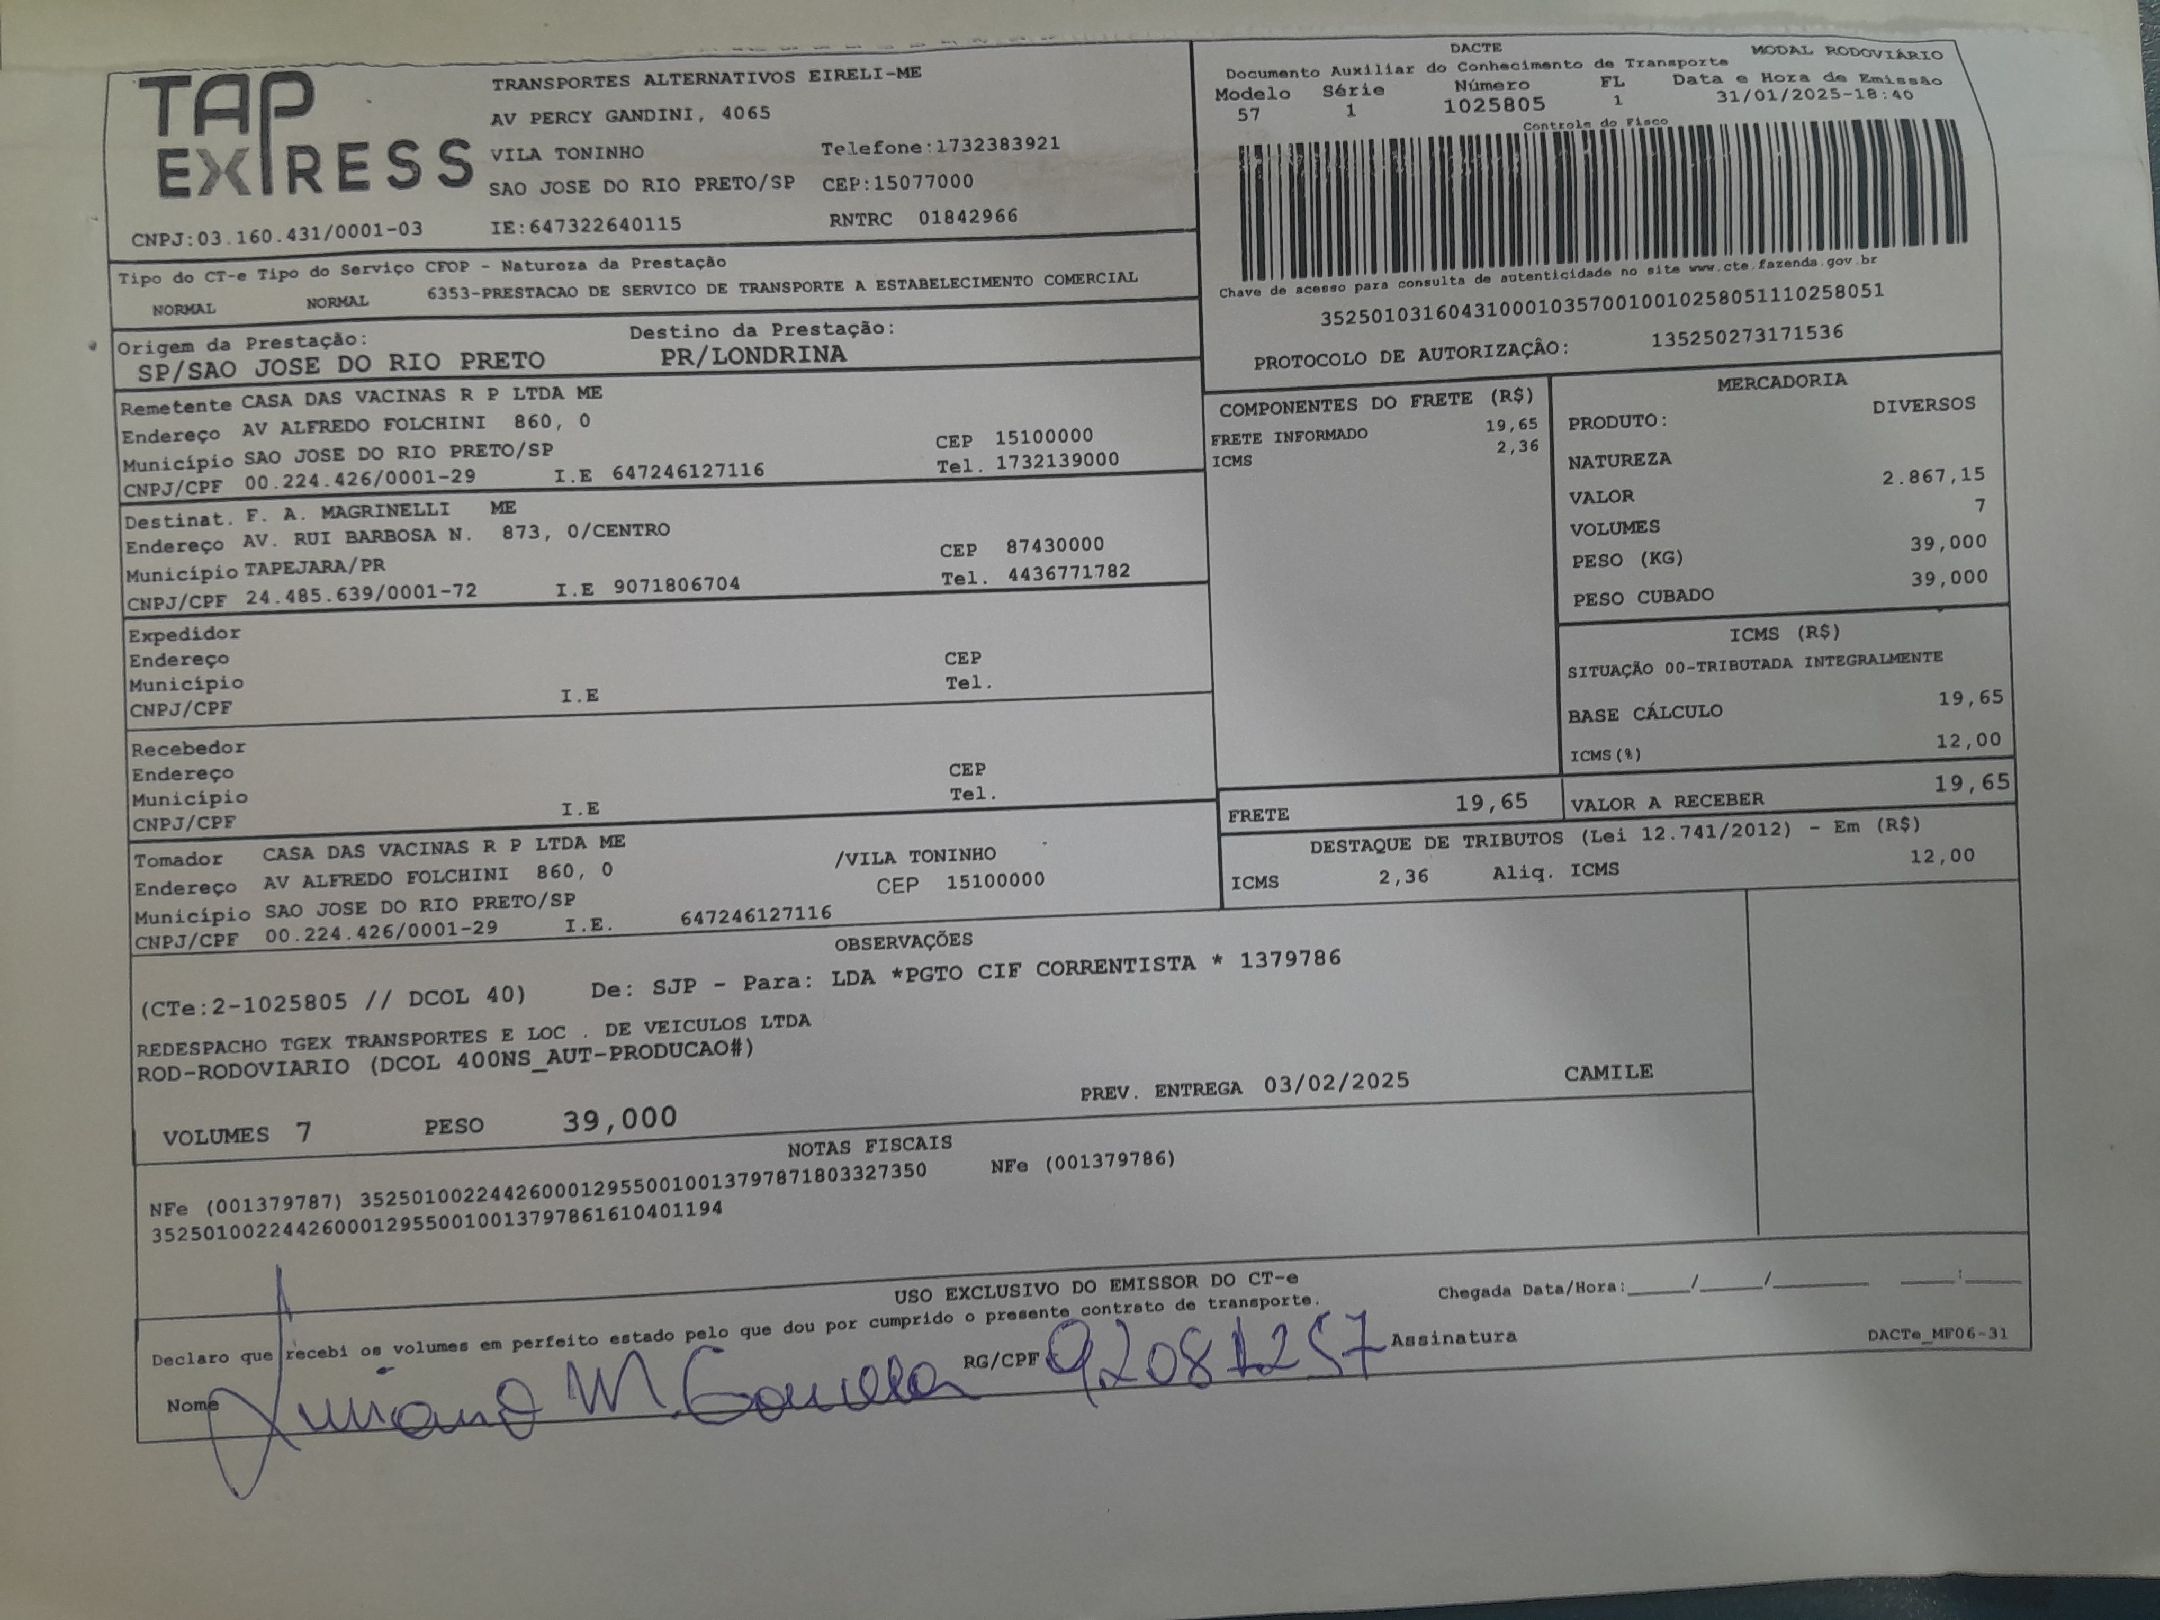 TAP
EXPRESS
CNPJ:03.160.431/0001-03
TRANSPORTES ALTERNATIVOS EIRELI-ME
AV PERCY GANDINI, 4065
VILA TONINHO Telefone:1732383921
SAO JOSE DO RIO PRETO/SP CEP:15077000
IE:647322640115 RNTRC 01842966
DACTE MODAL RODOVIÁRIO
Documento Auxiliar do Conhecimento de Transporte
Modelo Série Número FL Data e Hora de Emissão
57 1 1025805 1 31/01/2025-18:40
Controle do Fisco
Chave de acesso para consulta de autenticidade no site www.cte.fazenda.gov.br
35250103160431000103570010010258051110258051
PROTOCOLO DE AUTORIZAÇÂO: 135250273171536
Tipo do CT-e Tipo do Serviço CFOP - Natureza da Prestação
NORMAL NORMAL 6353-PRESTACAO DE SERVICO DE TRANSPORTE A ESTABELECIMENTO COMERCIAL
Origem da Prestação: Destino da Prestação:
SP/SAO JOSE DO RIO PRETO PR/LONDRINA
Remetente CASA DAS VACINAS R P LTDA ME
Endereço AV ALFREDO FOLCHINI 860, 0
Município SAO JOSE DO RIO PRETO/SP CEP 15100000
CNPJ/CPF 00.224.426/0001-29 I.E 647246127116 Tel. 1732139000
Destinat. F. A. MAGRINELLI ME
Endereço AV. RUI BARBOSA N. 873, 0/CENTRO
Município TAPEJARA/PR CEP 87430000
CNPJ/CPF 24.485.639/0001-72 I.E 9071806704 Tel. 4436771782
Expedidor
Endereço CEP
Município Tel.
CNPJ/CPF I.E
Recebedor
Endereço CEP
Município Tel.
CNPJ/CPF I.E
Tomador CASA DAS VACINAS R P LTDA ME
Endereço AV ALFREDO FOLCHINI 860, 0 /VILA TONINHO
Município SAO JOSE DO RIO PRETO/SP CEP 15100000
CNPJ/CPF 00.224.426/0001-29 I.E. 647246127116
COMPONENTES DO FRETE (R$)
FRETE INFORMADO 19,65
ICMS 2,36
MERCADORIA
PRODUTO: DIVERSOS
NATUREZA
VALOR 2.867,15
VOLUMES 7
PESO (KG) 39,000
PESO CUBADO 39,000
ICMS (R$)
SITUAÇÃO 00-TRIBUTADA INTEGRALMENTE
BASE CÁLCULO 19,65
ICMS(%) 12,00
FRETE 19,65 VALOR A RECEBER 19,65
DESTAQUE DE TRIBUTOS (Lei 12.741/2012) - Em (R$)
ICMS 2,36 Aliq. ICMS 12,00
OBSERVAÇÕES
(CTe:2-1025805 // DCOL 40) De: SJP - Para: LDA *PGTO CIF CORRENTISTA * 1379786
REDESPACHO TGEX TRANSPORTES E LOC . DE VEICULOS LTDA
ROD-RODOVIARIO (DCOL 400NS_AUT-PRODUCAO#)
PREV. ENTREGA 03/02/2025 CAMILE
VOLUMES 7 PESO 39,000
NOTAS FISCAIS
NFe (001379787) 35250100224426000129550010013797871803327350 NFe (001379786)
35250100224426000129550010013797861610401194
USO EXCLUSIVO DO EMISSOR DO CT-e
Declaro que recebi os volumes em perfeito estado pelo que dou por cumprido o presente contrato de transporte.
Chegada Data/Hora:_____/_____/________ ____:_____
Nome RG/CPF 92081257 Assinatura
DACTe_MF06-31